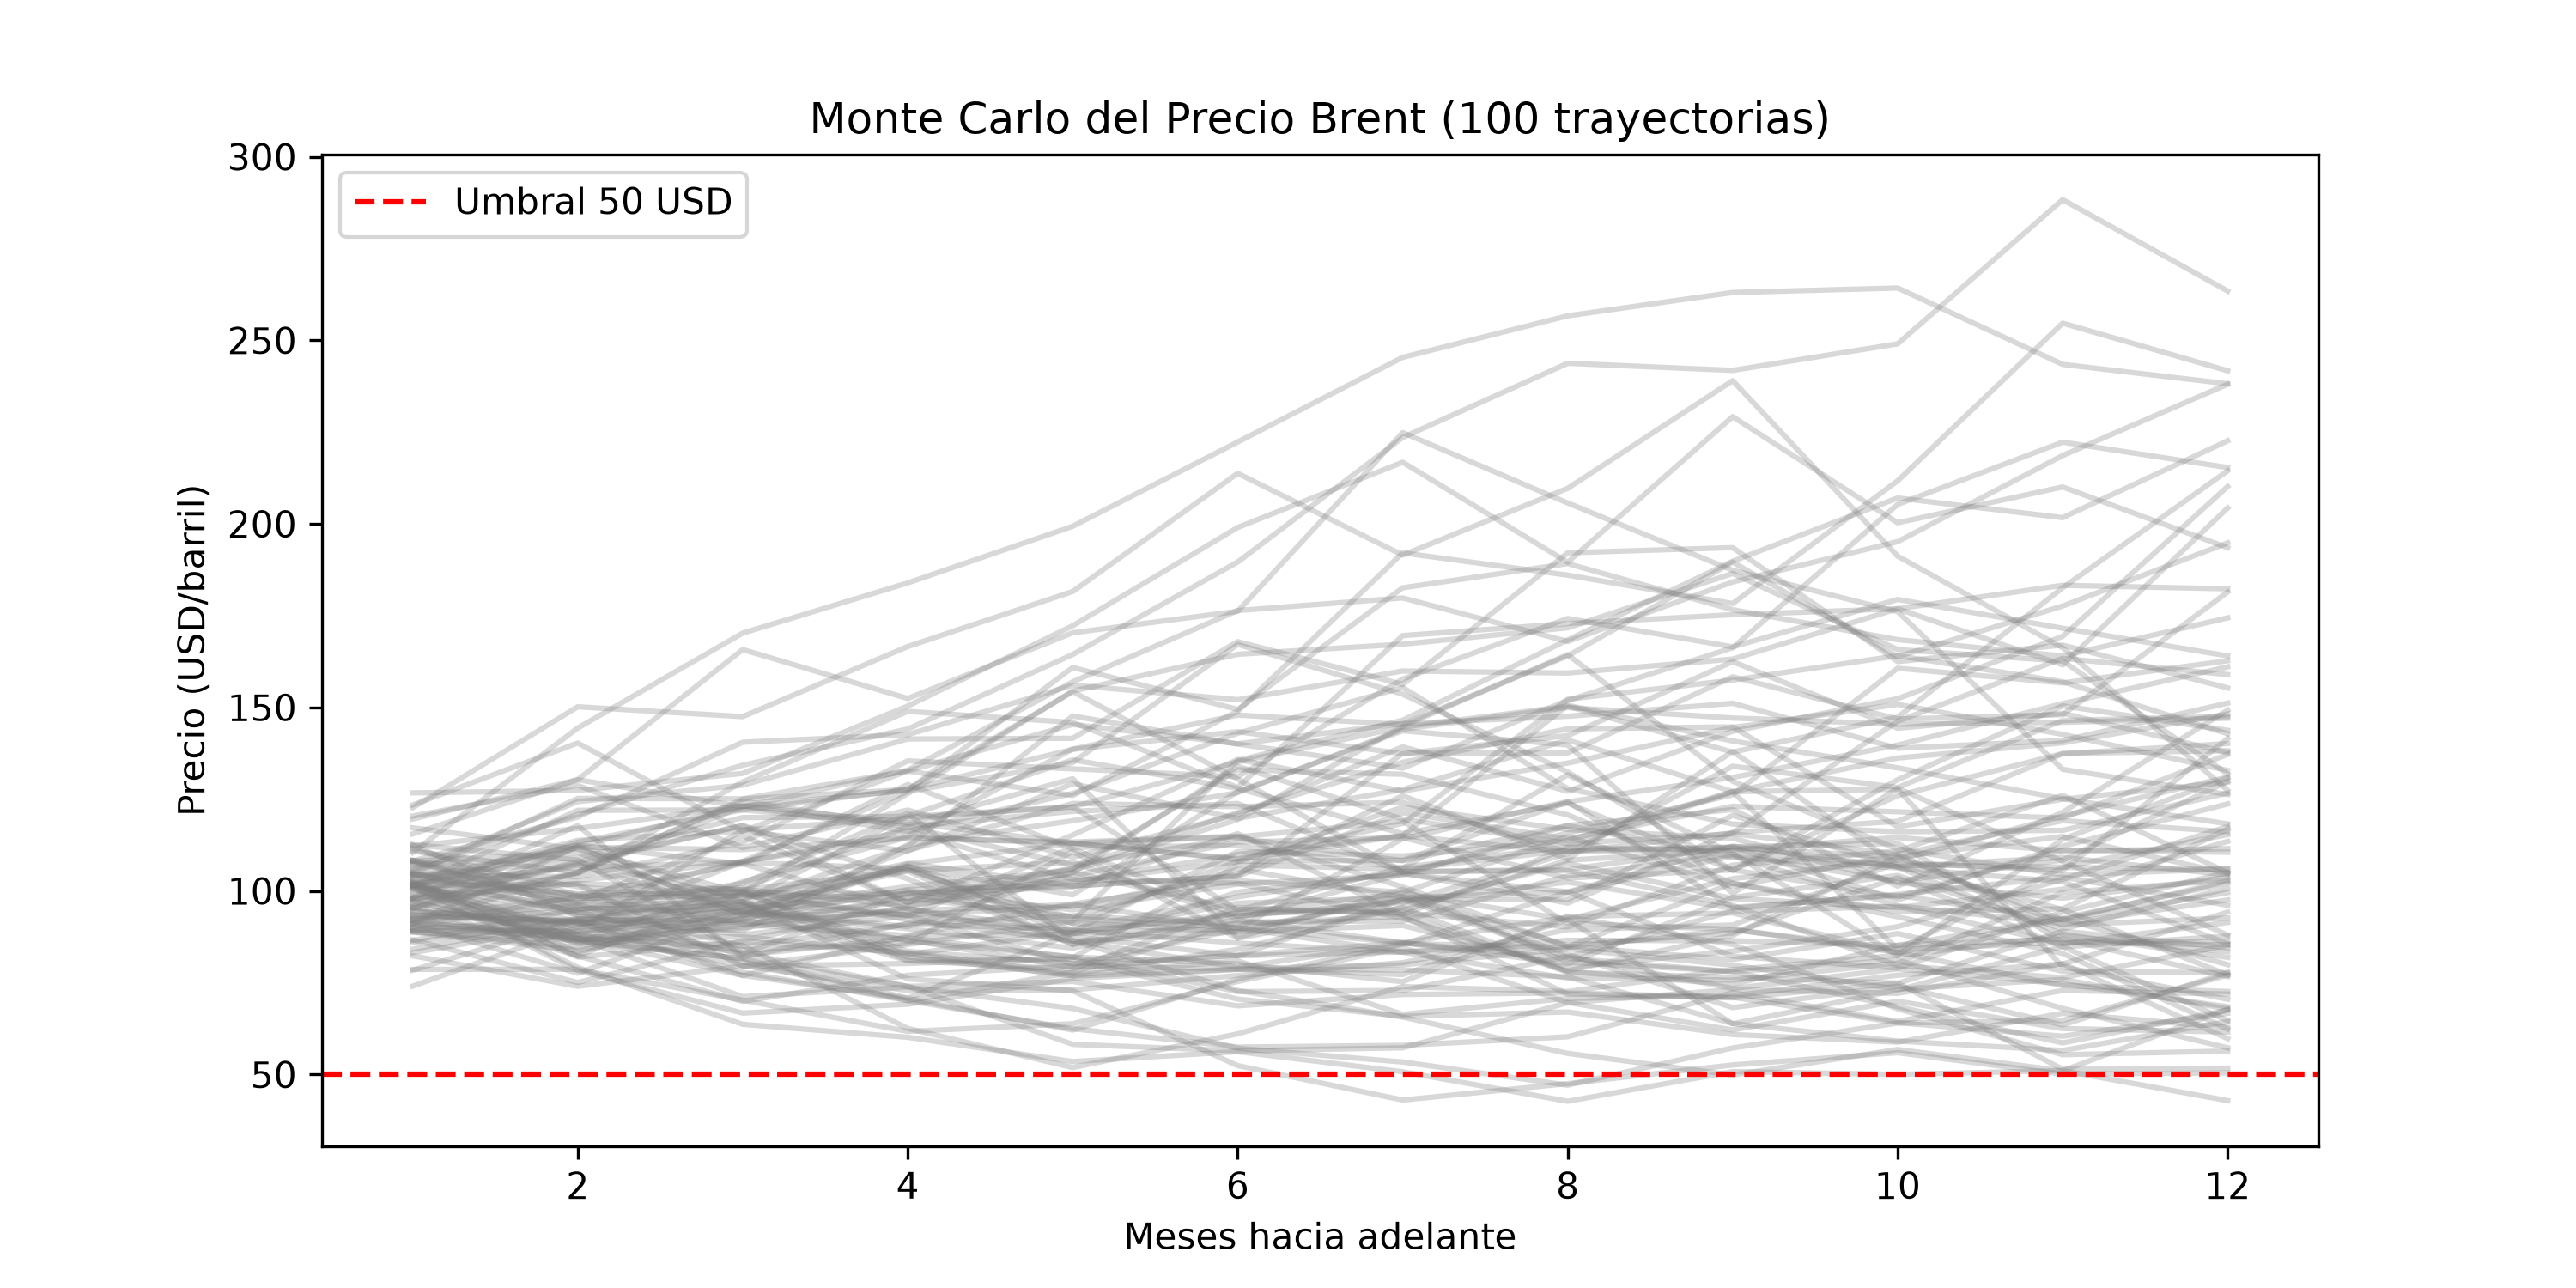 Monte Carlo del Precio Brent (100 trayectorias)
Umbral 50 USD
300
250
200
150
100
50
Precio (USD/barril)
2 4 6 8 10 12
Meses hacia adelante